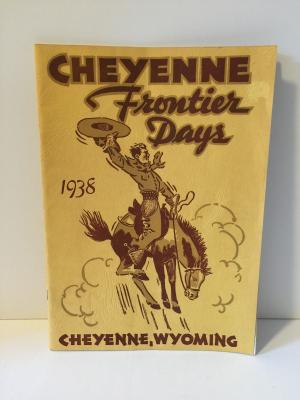 CHEYENNE
Frontier
Days
1938
CHEYENNE, WYOMING